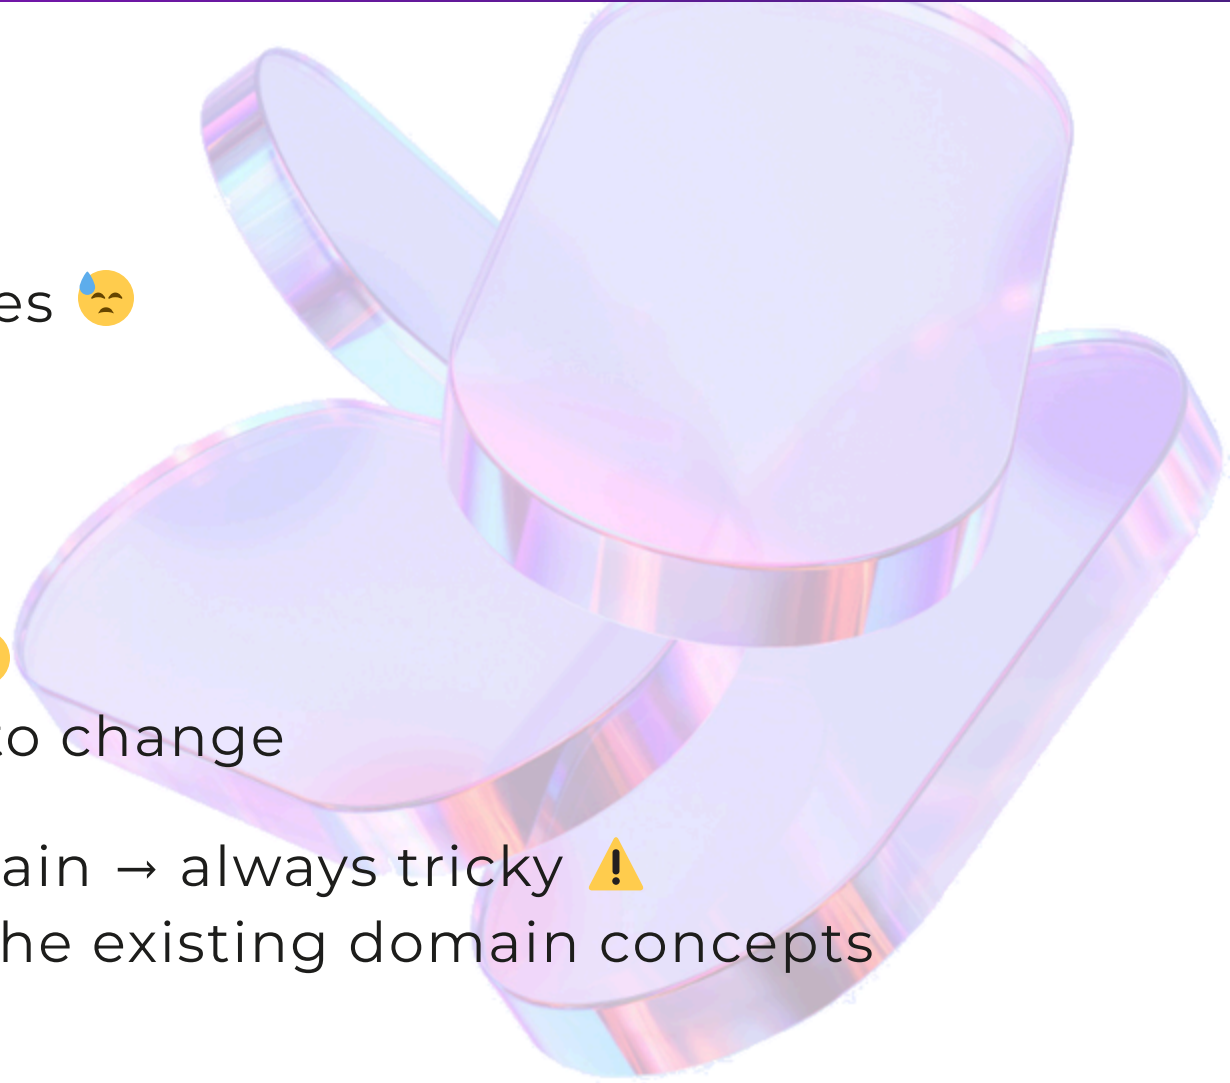 es 😓
to change
ain → always tricky ⚠️
he existing domain concepts